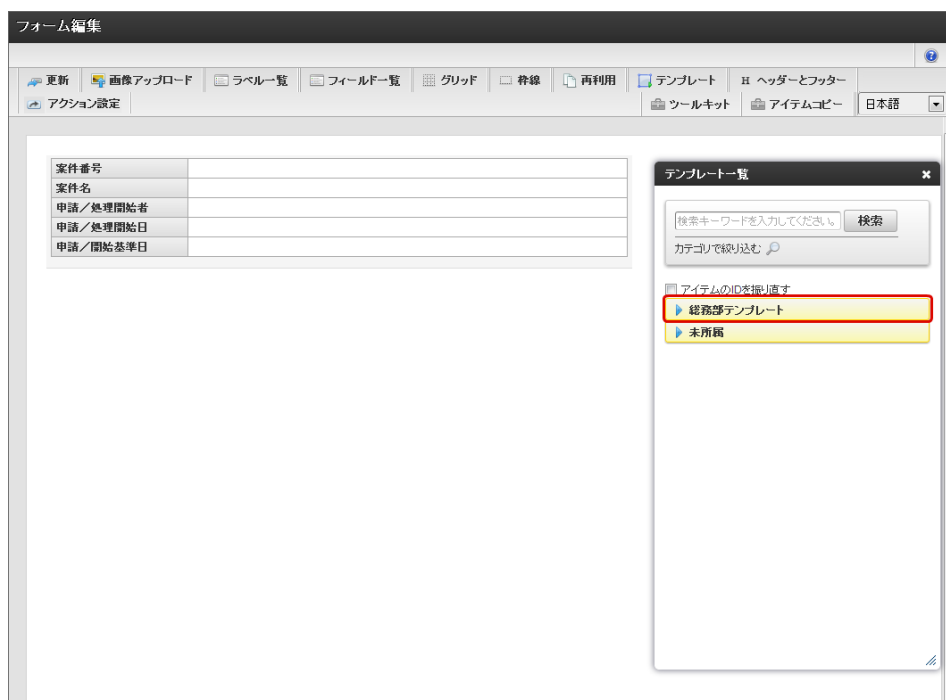 フォーム編集
更新 画像アップロード ラベル一覧 フィールド一覧 グリッド 枠線 再利用 テンプレート H ヘッダーとフッター
アクション設定 ツールキット アイテムコピー 日本語
案件番号
案件名
申請／処理開始者
申請／処理開始日
申請／開始基準日
テンプレート一覧
検索キーワードを入力してください。 検索
カテゴリで絞り込む
アイテムのIDを振り直す
総務部テンプレート
未所属